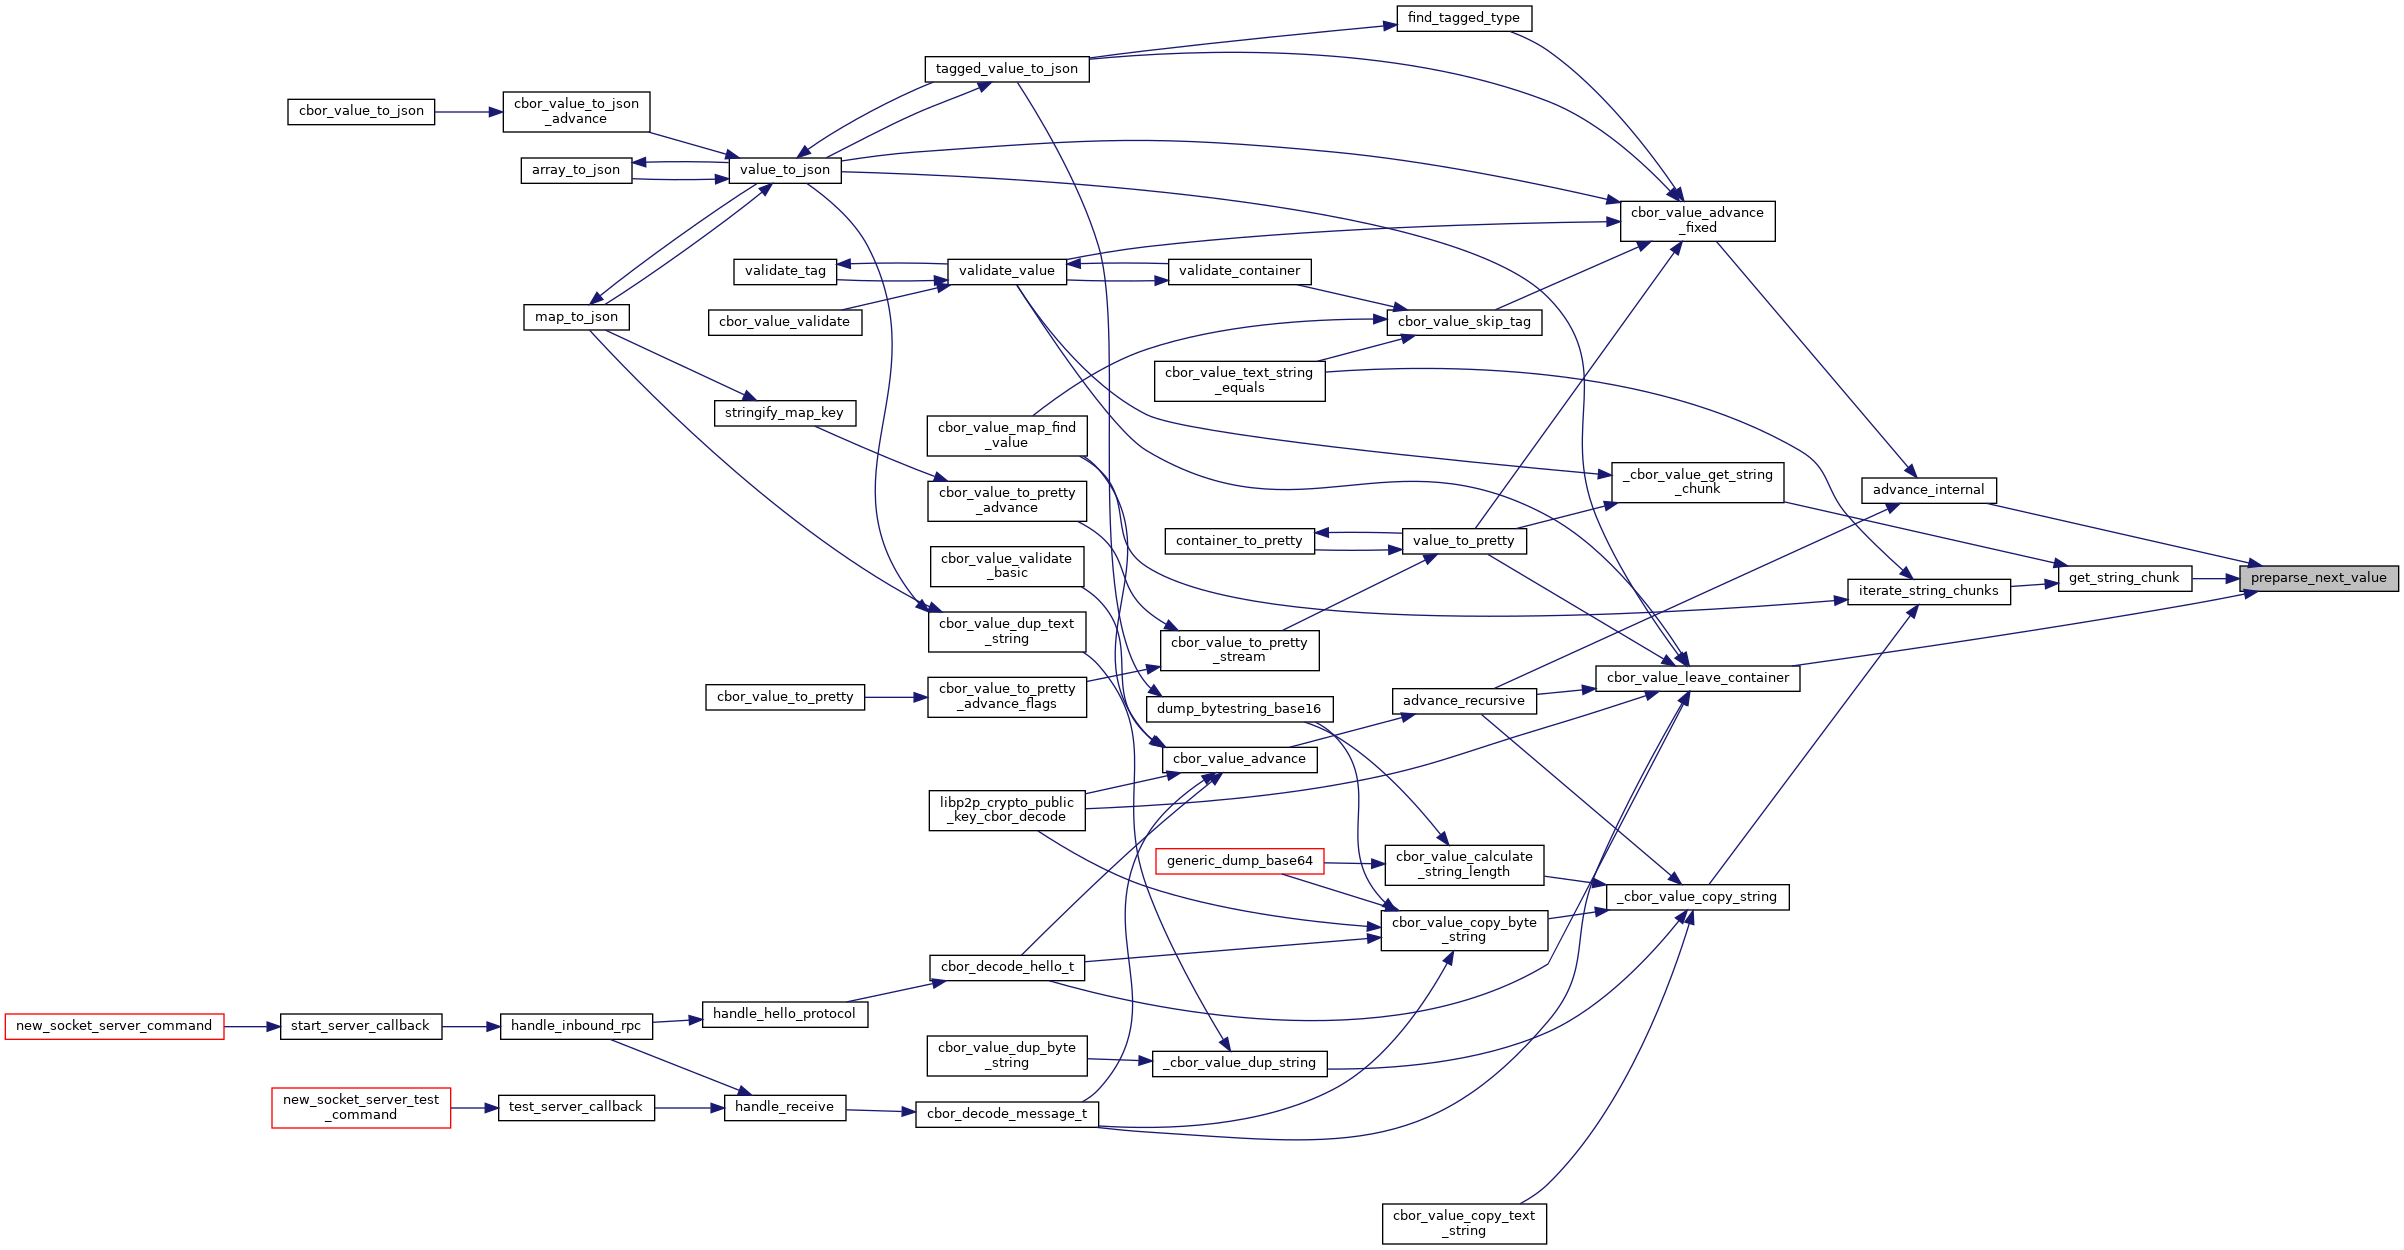 find_tagged_type
tagged_value_to_json
cbor_value_to_json
cbor_value_to_json
_advance
array_to_json
value_to_json
cbor_value_advance
_fixed
validate_tag
validate_value
validate_container
map_to_json
cbor_value_validate
cbor_value_skip_tag
cbor_value_text_string
_equals
stringify_map_key
cbor_value_map_find
_value
cbor_value_to_pretty
_advance
_cbor_value_get_string
_chunk
advance_internal
container_to_pretty
value_to_pretty
cbor_value_validate
_basic
get_string_chunk
preparse_next_value
iterate_string_chunks
cbor_value_dup_text
_string
cbor_value_to_pretty
_stream
cbor_value_leave_container
cbor_value_to_pretty
cbor_value_to_pretty
_advance_flags
dump_bytestring_base16
advance_recursive
cbor_value_advance
libp2p_crypto_public
_key_cbor_decode
generic_dump_base64
cbor_value_calculate
_string_length
_cbor_value_copy_string
cbor_value_copy_byte
_string
cbor_decode_hello_t
new_socket_server_command
start_server_callback
handle_inbound_rpc
handle_hello_protocol
cbor_value_dup_byte
_string
_cbor_value_dup_string
new_socket_server_test
_command
test_server_callback
handle_receive
cbor_decode_message_t
cbor_value_copy_text
_string